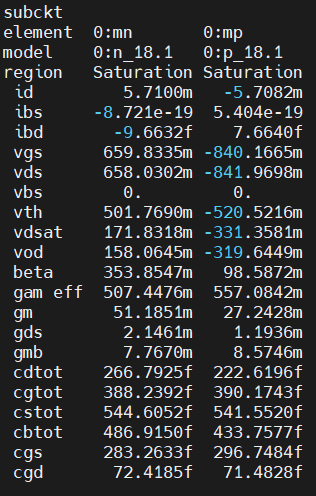 subckt
element  0:mn       0:mp
model    0:n_18.1   0:p_18.1
region   Saturation Saturation
id       5.7100m    -5.7082m
ibs      -8.721e-19 5.404e-19
ibd      -9.6632f   7.6640f
vgs      659.8335m  -840.1665m
vds      658.0302m  -841.9698m
vbs      0.         0.
vth      501.7690m  -520.5216m
vdsat    171.8318m  -331.3581m
vod      158.0645m  -319.6449m
beta     353.8547m  98.5872m
gam eff  507.4476m  557.0842m
gm       51.1851m   27.2428m
gds      2.1461m    1.1936m
gmb      7.7670m    8.5746m
cdtot    266.7925f  222.6196f
cgtot    388.2392f  390.1743f
cstot    544.6052f  541.5520f
cbtot    486.9150f  433.7577f
cgs      283.2633f  296.7484f
cgd      72.4185f   71.4828f